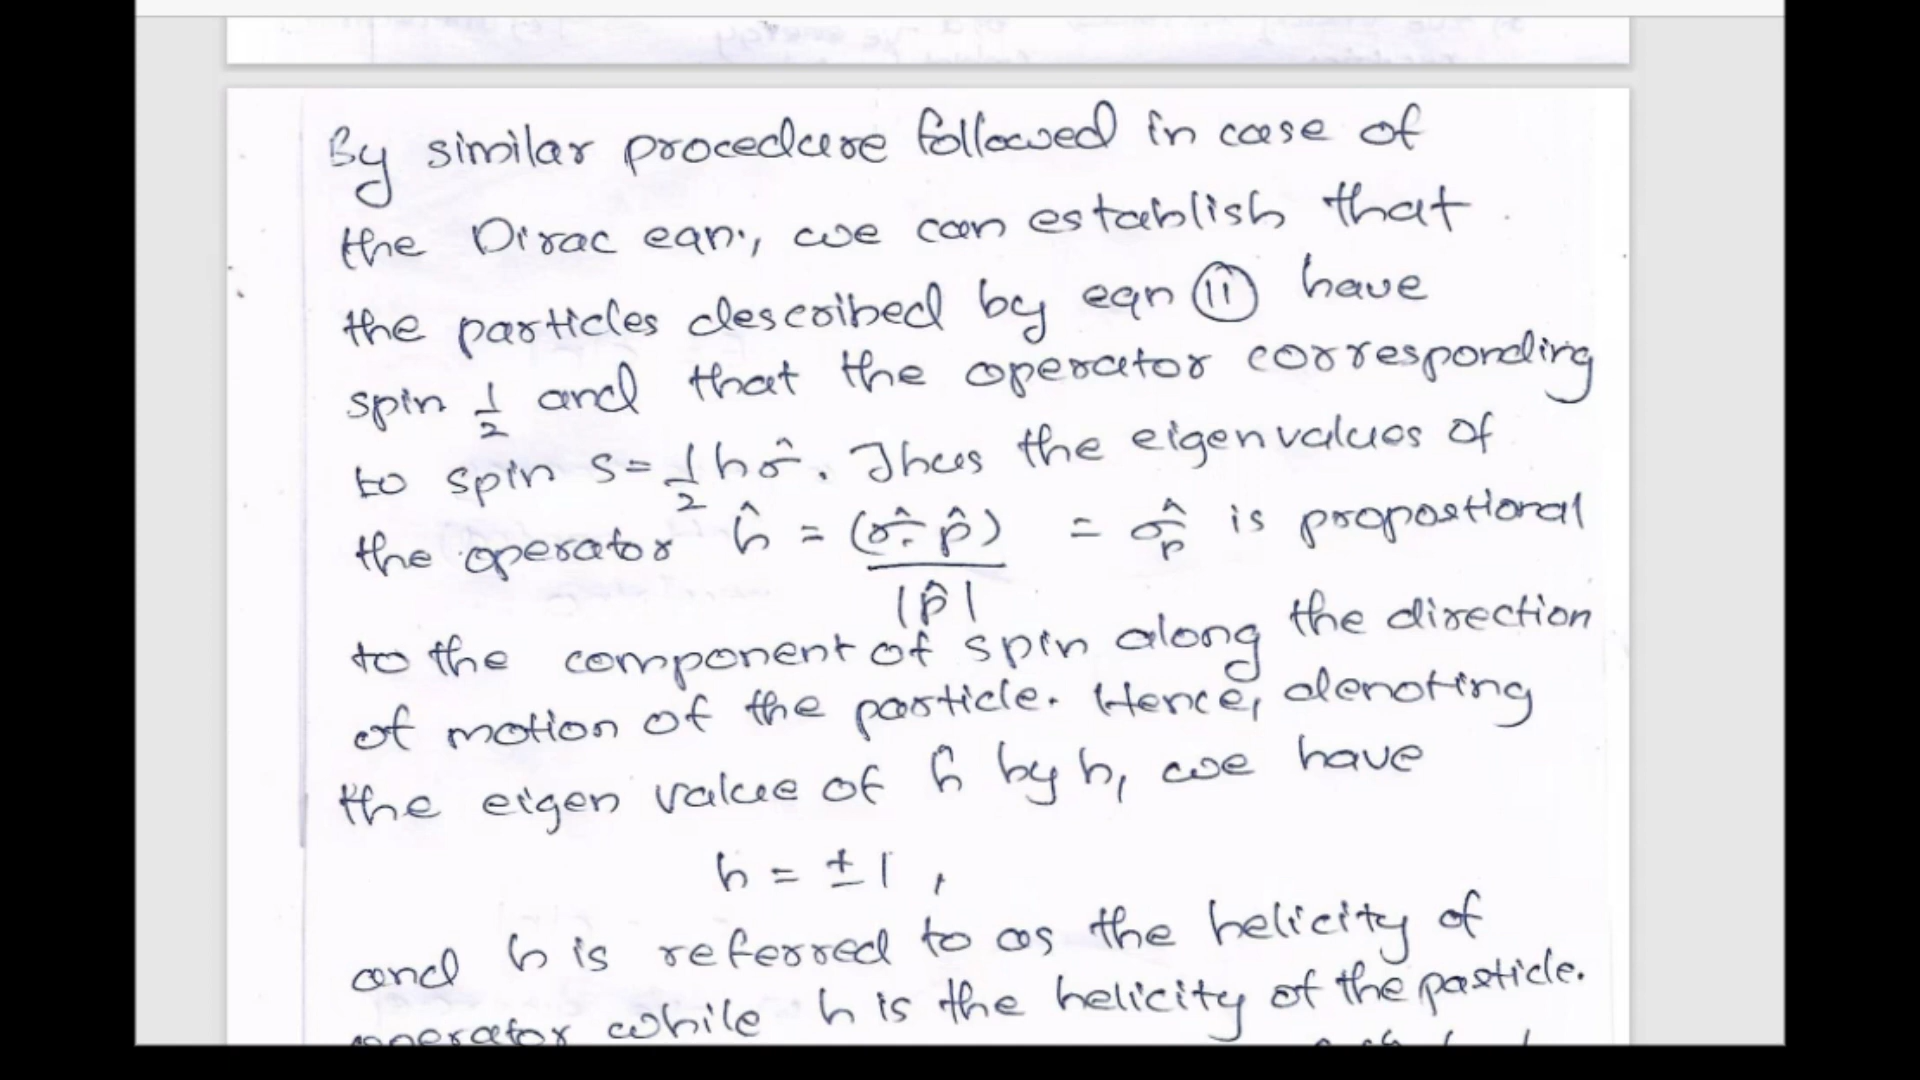 By similar procedure followed in case of
the Dirac eqn., we can establish that
the particles described by eqn (11) have
spin 1/2 and that the operator corresponding
to spin s = 1/2 h σ̂. Thus the eigenvalues of
the operator ĥ = (σ̂·p̂)/|p̂| = σ̂p is proportional
to the component of spin along the direction
of motion of the particle. Hence, denoting
the eigen value of ĥ by h, we have
h = ±1,
and h is referred to as the helicity of
operator while h is the helicity of the particle.